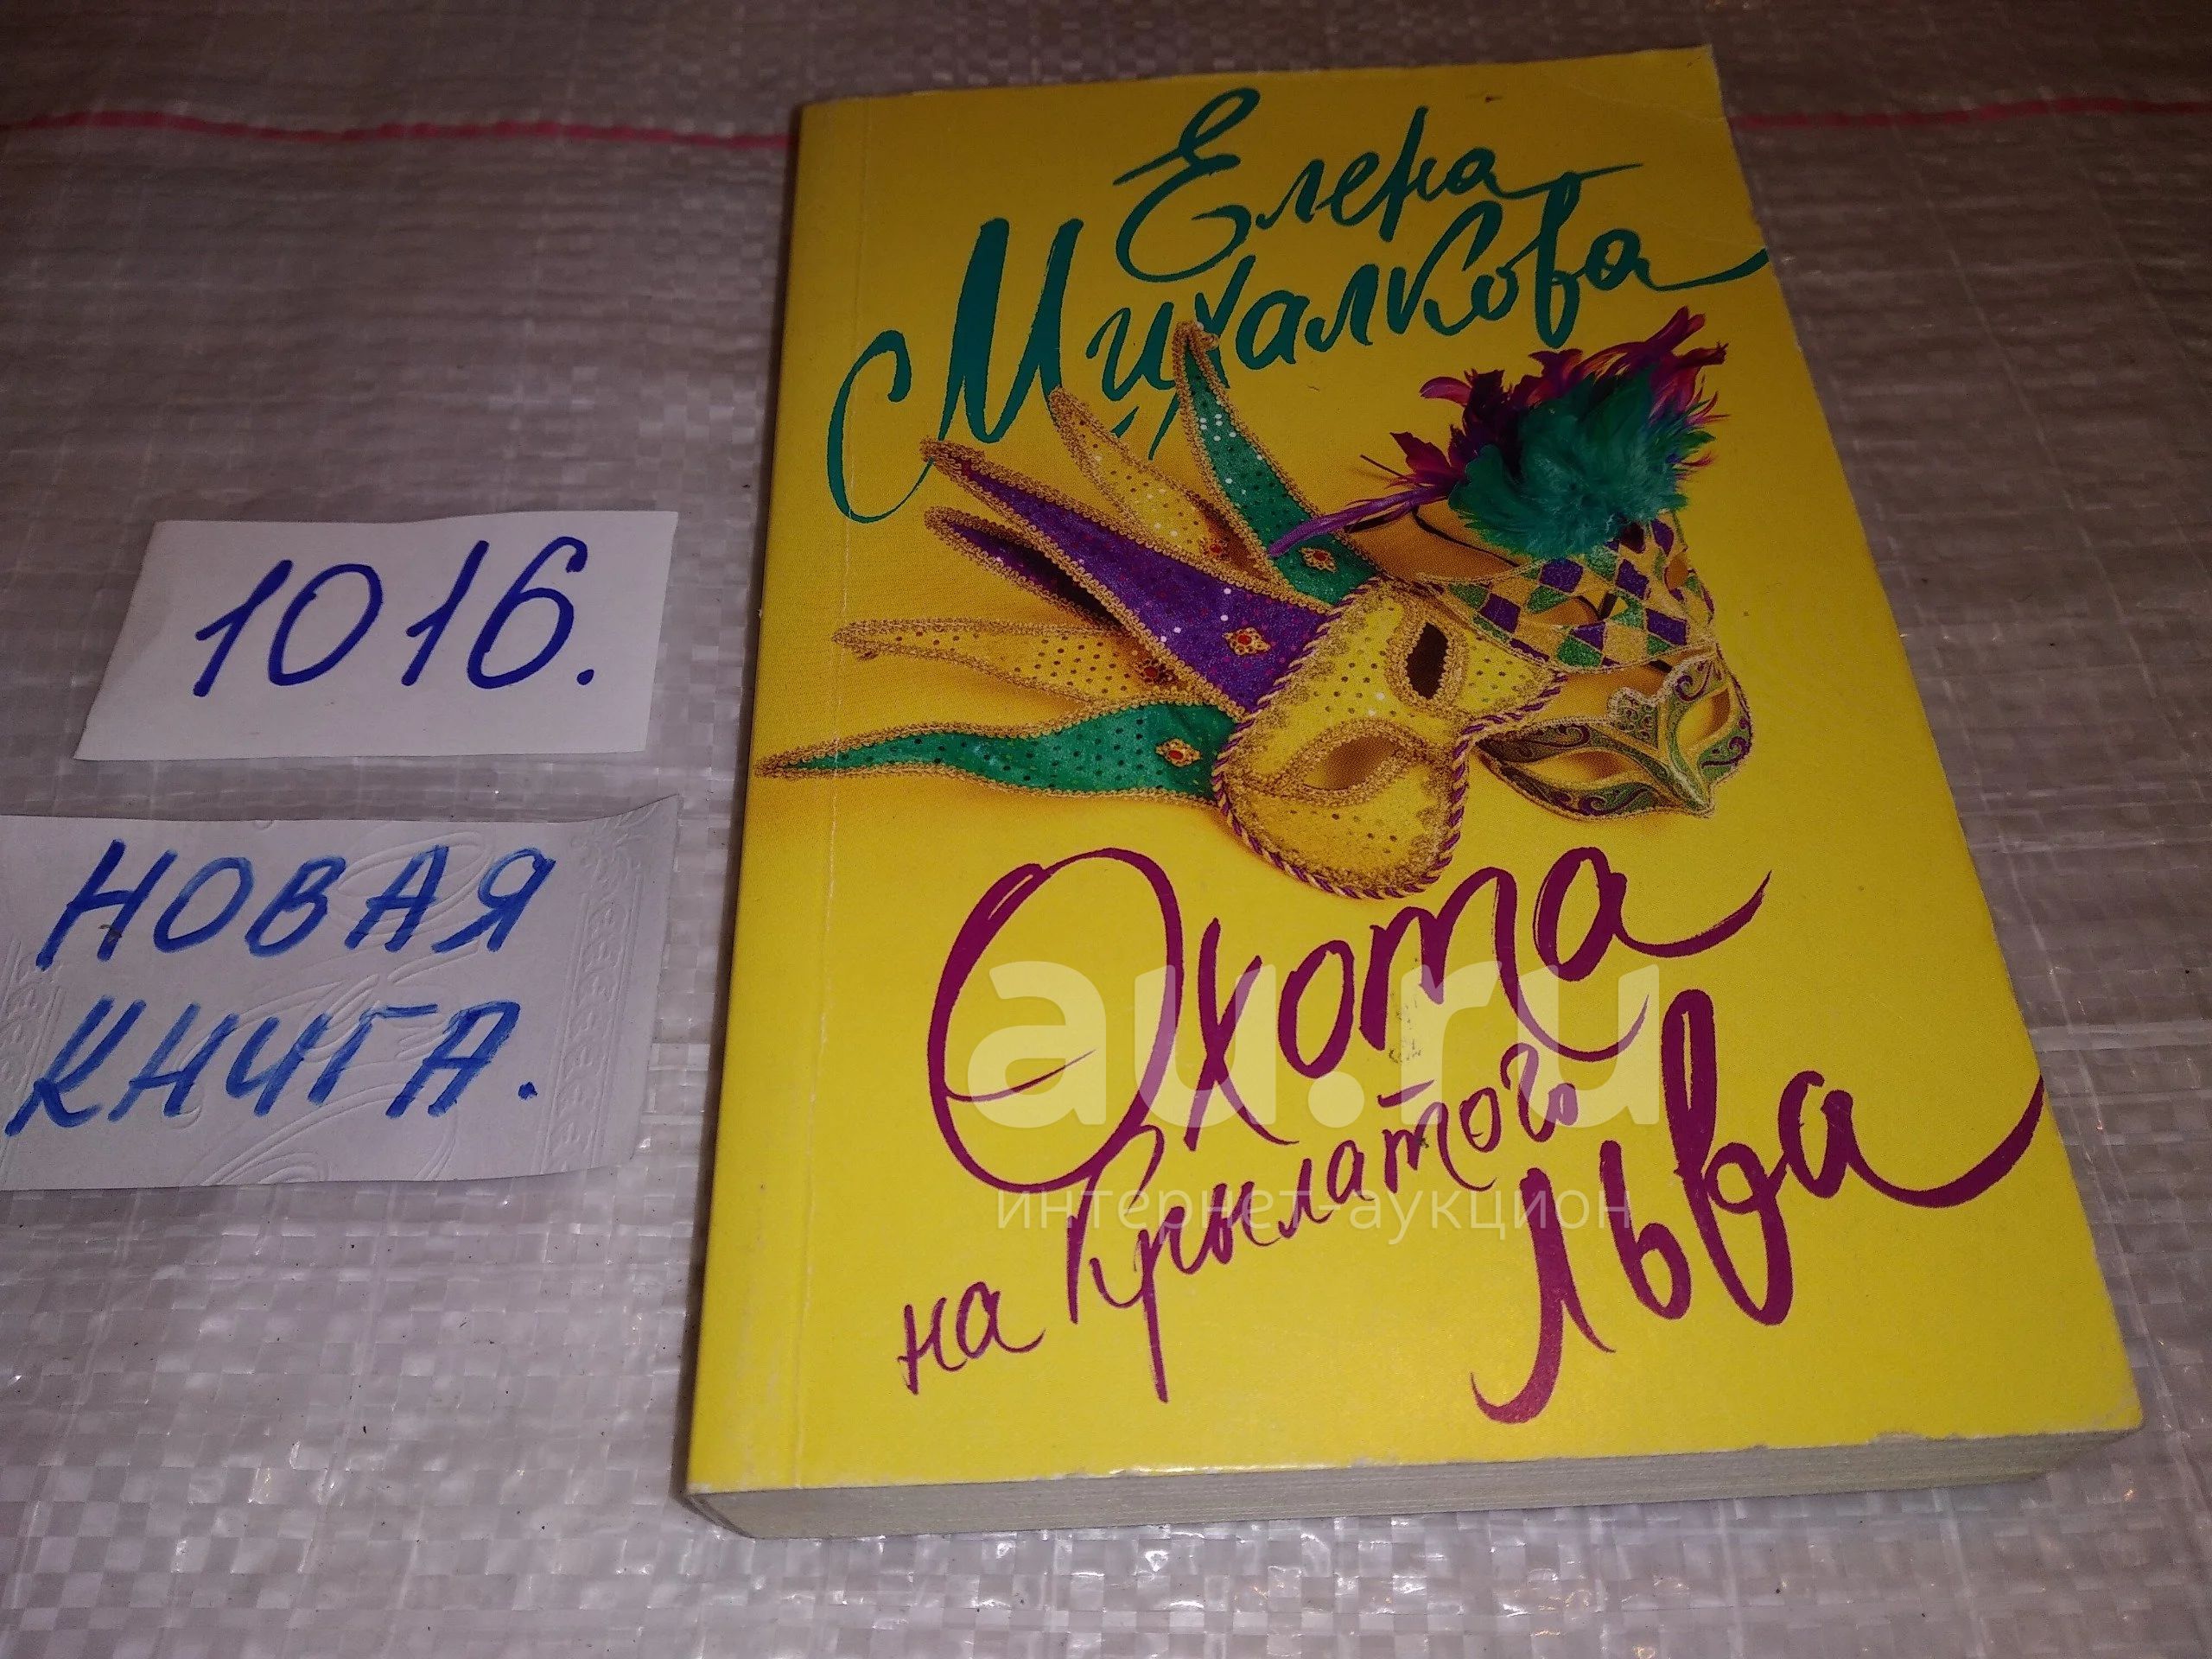 1016.
НОВАЯ
КНИГА.
Елена
Михалкова
Охота
на Крылатого
льва
au.ru
интернет-аукцион